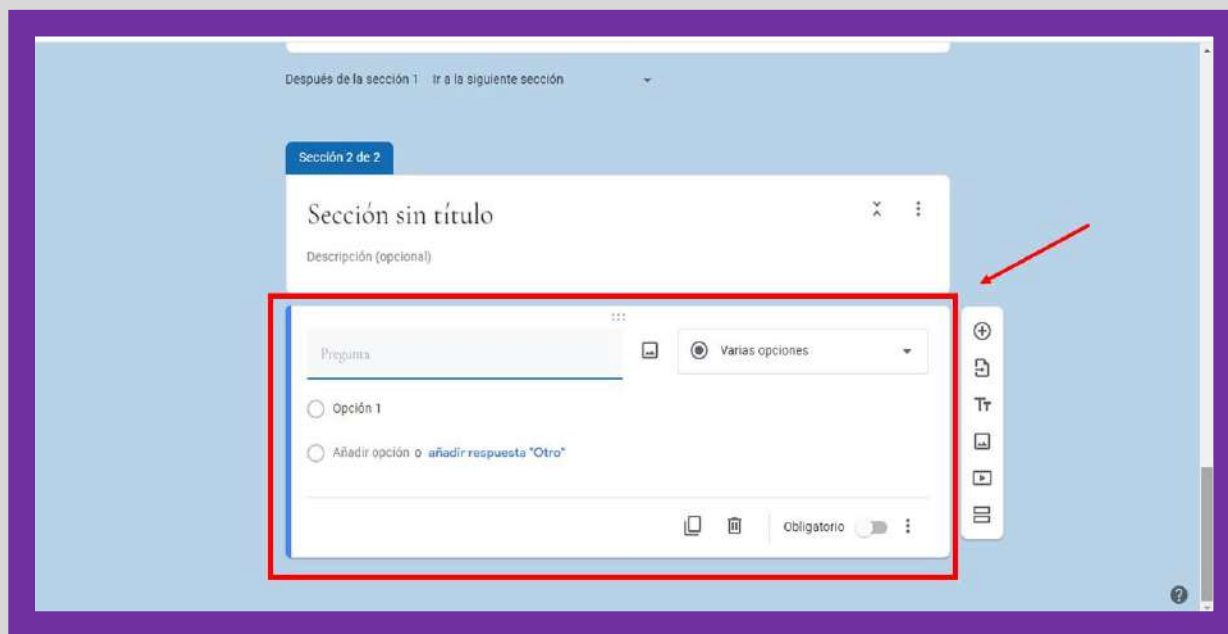 Después de la sección 1 Ir a la siguiente sección
Sección 2 de 2
Sección sin título
Descripción (opcional)
Pregunta
Varias opciones
Opción 1
Añadir opción o añadir respuesta "Otro"
Obligatorio
Tт